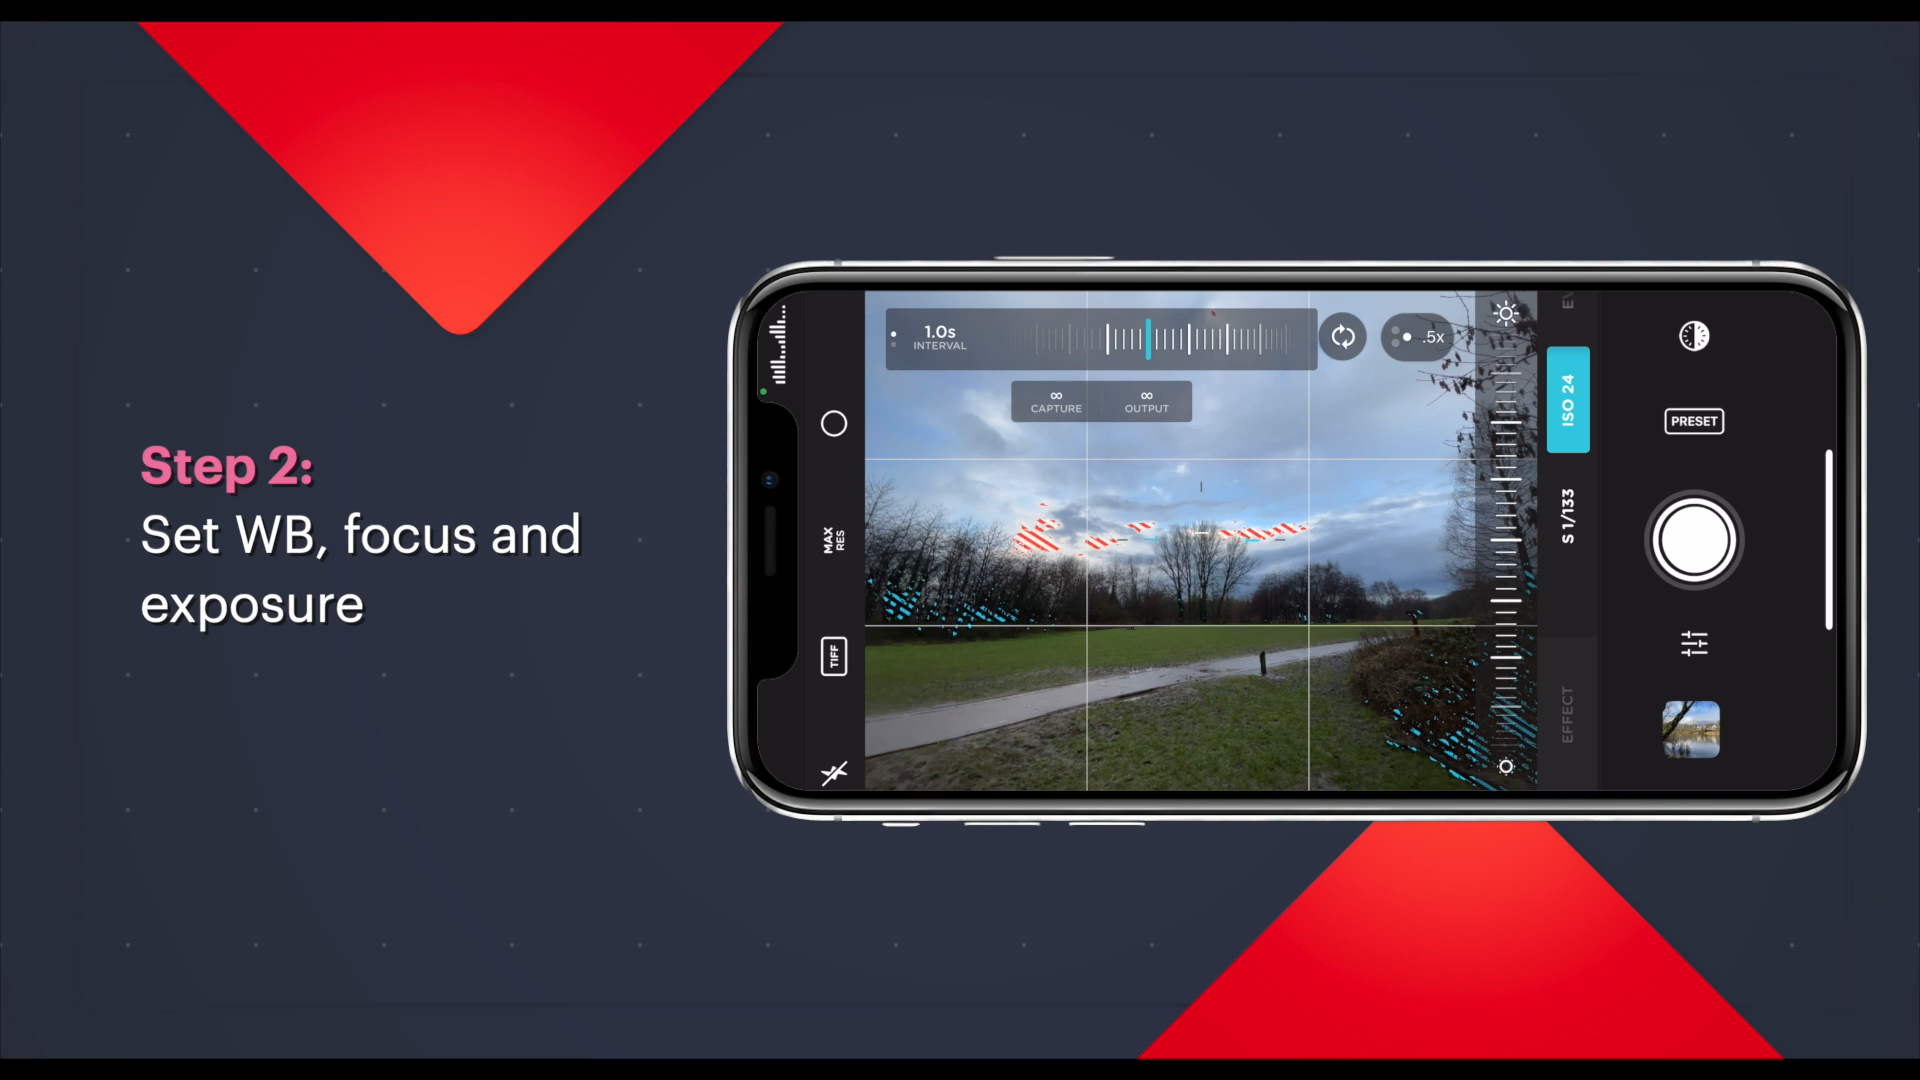 Step 2:
Set WB, focus and
exposure
1.0s
INTERVAL
.5x
∞
CAPTURE
∞
OUTPUT
MAX
RES
TIFF
ISO 24
S 1/133
EFFECT
PRESET